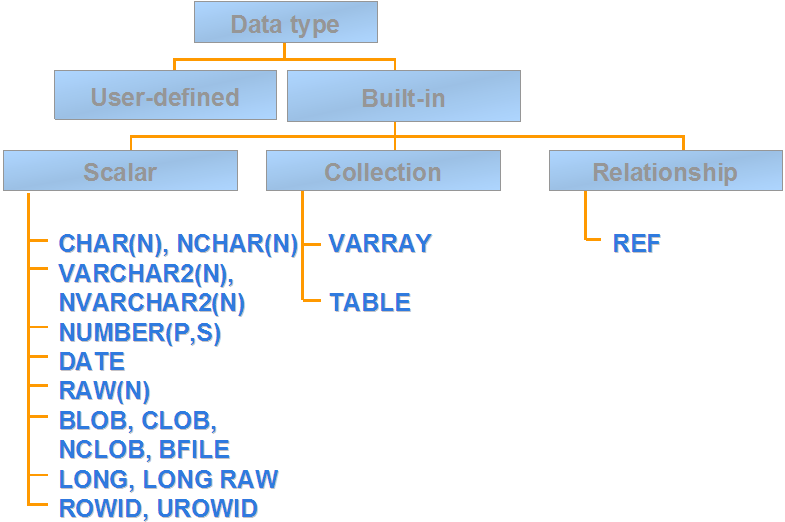 Data type
User-defined
Built-in
Scalar
Collection
Relationship
CHAR(N), NCHAR(N)
VARCHAR2(N),
NVARCHAR2(N)
NUMBER(P,S)
DATE
RAW(N)
BLOB, CLOB,
NCLOB, BFILE
LONG, LONG RAW
ROWID, UROWID
VARRAY
TABLE
REF